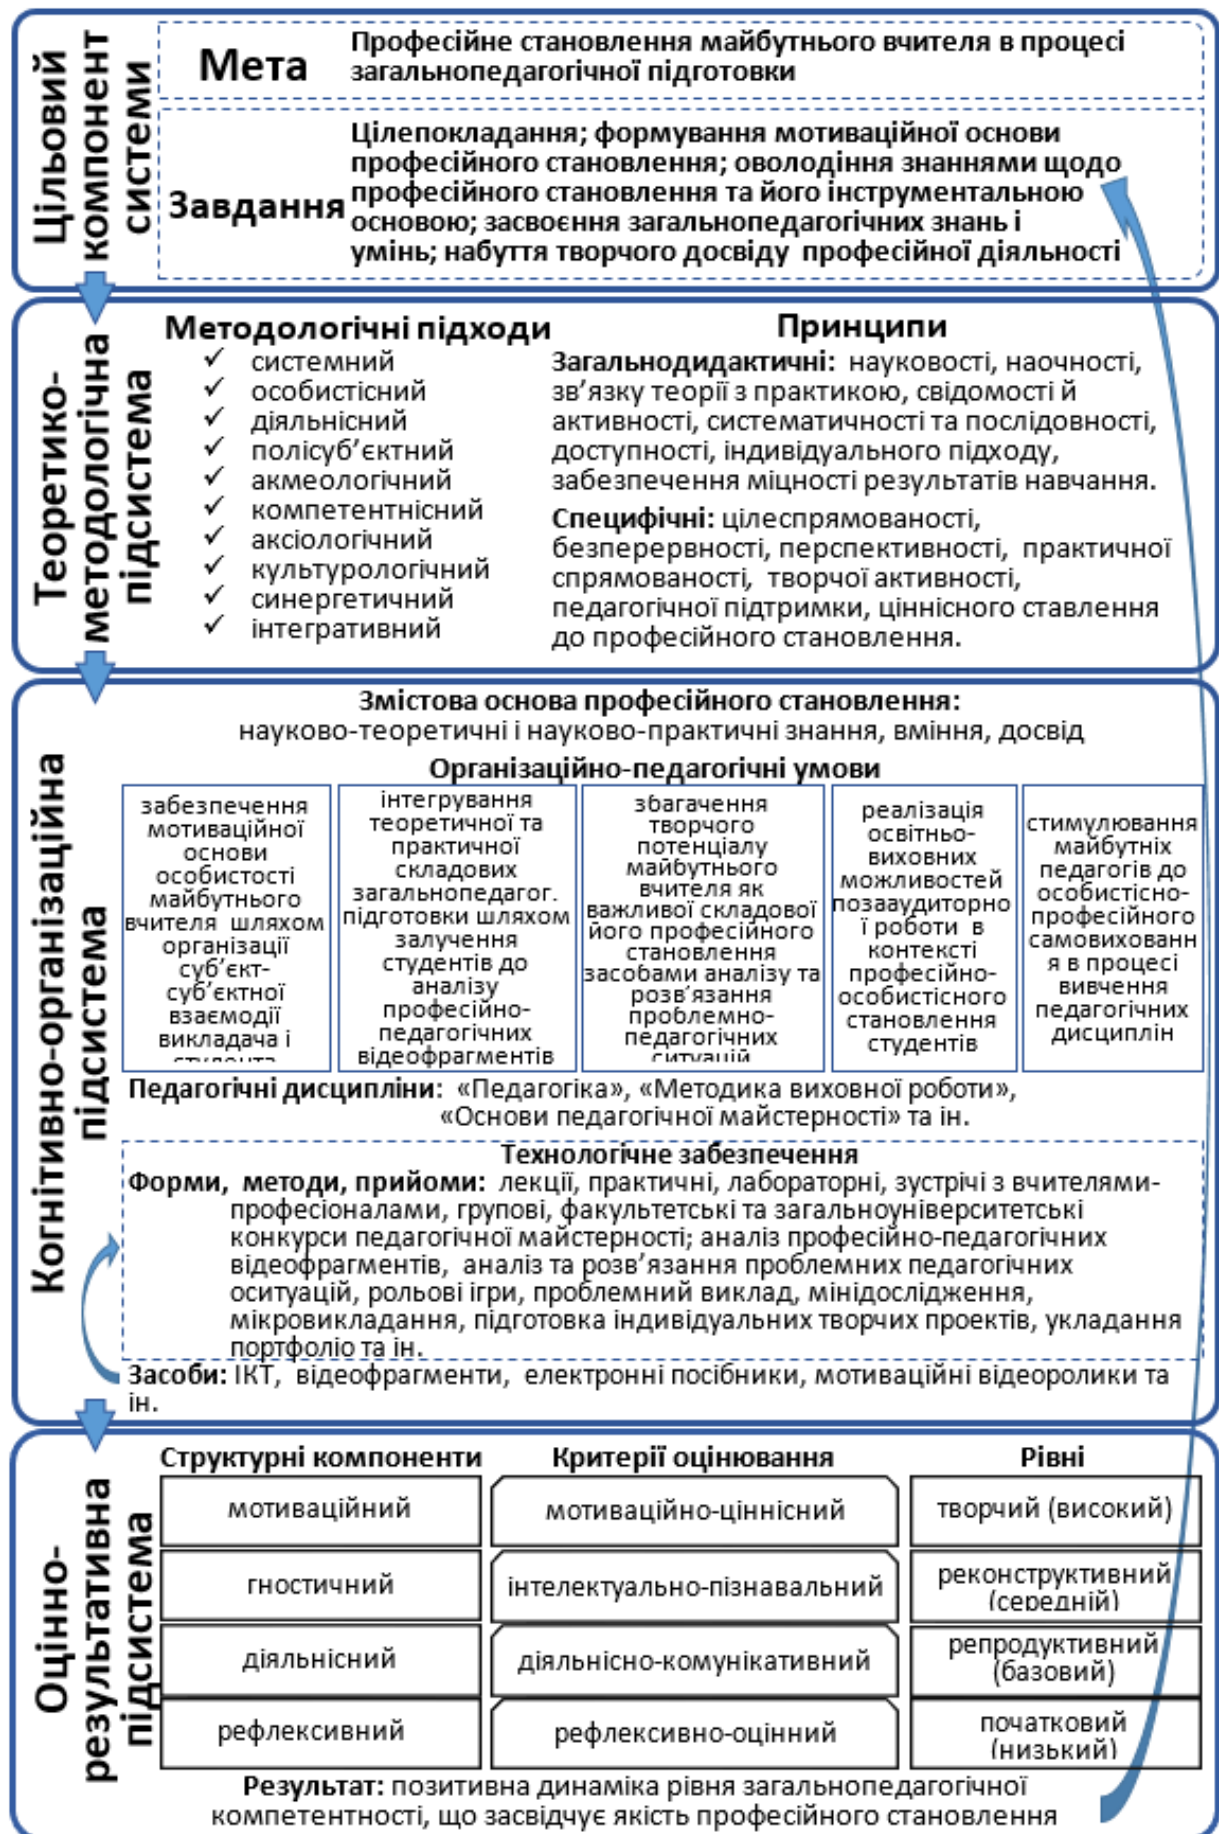 Цільовий
компонент
системи
Мета
Професійне становлення майбутнього вчителя в процесі
загальнопедагогічної підготовки
Завдання
Цілепокладання; формування мотиваційної основи
професійного становлення; оволодіння знаннями щодо
професійного становлення та його інструментальною
основою; засвоєння загальнопедагогічних знань і
умінь; набуття творчого досвіду професійної діяльності
Теоретико-
методологічна
підсистема
Методологічні підходи
✓ системний
✓ особистісний
✓ діяльнісний
✓ полісуб’єктний
✓ акмеологічний
✓ компетентнісний
✓ аксіологічний
✓ культурологічний
✓ синергетичний
✓ інтегративний
Принципи
Загальнодидактичні: науковості, наочності,
зв’язку теорії з практикою, свідомості й
активності, систематичності та послідовності,
доступності, індивідуального підходу,
забезпечення міцності результатів навчання.
Специфічні: цілеспрямованості,
безперервності, перспективності, практичної
спрямованості, творчої активності,
педагогічної підтримки, ціннісного ставлення
до професійного становлення.
Когнітивно-організаційна
підсистема
Змістова основа професійного становлення:
науково-теоретичні і науково-практичні знання, вміння, досвід
Організаційно-педагогічні умови
забезпечення
мотиваційної
основи
особистості
майбутнього
вчителя шляхом
організації
суб’єкт-
суб’єктної
взаємодії
викладача і
студента
інтегрування
теоретичної та
практичної
складових
загальнопедагог.
підготовки шляхом
залучення
студентів до
аналізу
професійно-
педагогічних
відеофрагментів
збагачення
творчого
потенціалу
майбутнього
вчителя як
важливої складової
його професійного
становлення
засобами аналізу та
розв’язання
проблемно-
педагогічних
ситуацій
реалізація
освітньо-
виховних
можливостей
позааудиторно
ї роботи в
контексті
професійно-
особистісного
становлення
студентів
стимулювання
майбутніх
педагогів до
особистісно-
професійного
самовиховання
я в процесі
вивчення
педагогічних
дисциплін
Педагогічні дисципліни: «Педагогіка», «Методика виховної роботи»,
«Основи педагогічної майстерності» та ін.
Технологічне забезпечення
Форми, методи, прийоми: лекції, практичні, лабораторні, зустрічі з вчителями-
професіоналами, групові, факультетські та загальноуніверситетські
конкурси педагогічної майстерності; аналіз професійно-педагогічних
відеофрагментів, аналіз та розв’язання проблемних педагогічних
оситуацій, рольові ігри, проблемний виклад, мінідослідження,
мікровикладання, підготовка індивідуальних творчих проектів, укладання
портфоліо та ін.
Засоби: ІКТ, відеофрагменти, електронні посібники, мотиваційні відеоролики та
ін.
Оцінно-
результативна
підсистема
Структурні компоненти
мотиваційний
гностичний
діяльнісний
рефлексивний
Критерії оцінювання
мотиваційно-ціннісний
інтелектуально-пізнавальний
діяльнісно-комунікативний
рефлексивно-оцінний
Рівні
творчий (високий)
реконструктивний
(середній)
репродуктивний
(базовий)
початковий
(низький)
Результат: позитивна динаміка рівня загальнопедагогічної
компетентності, що засвідчує якість професійного становлення